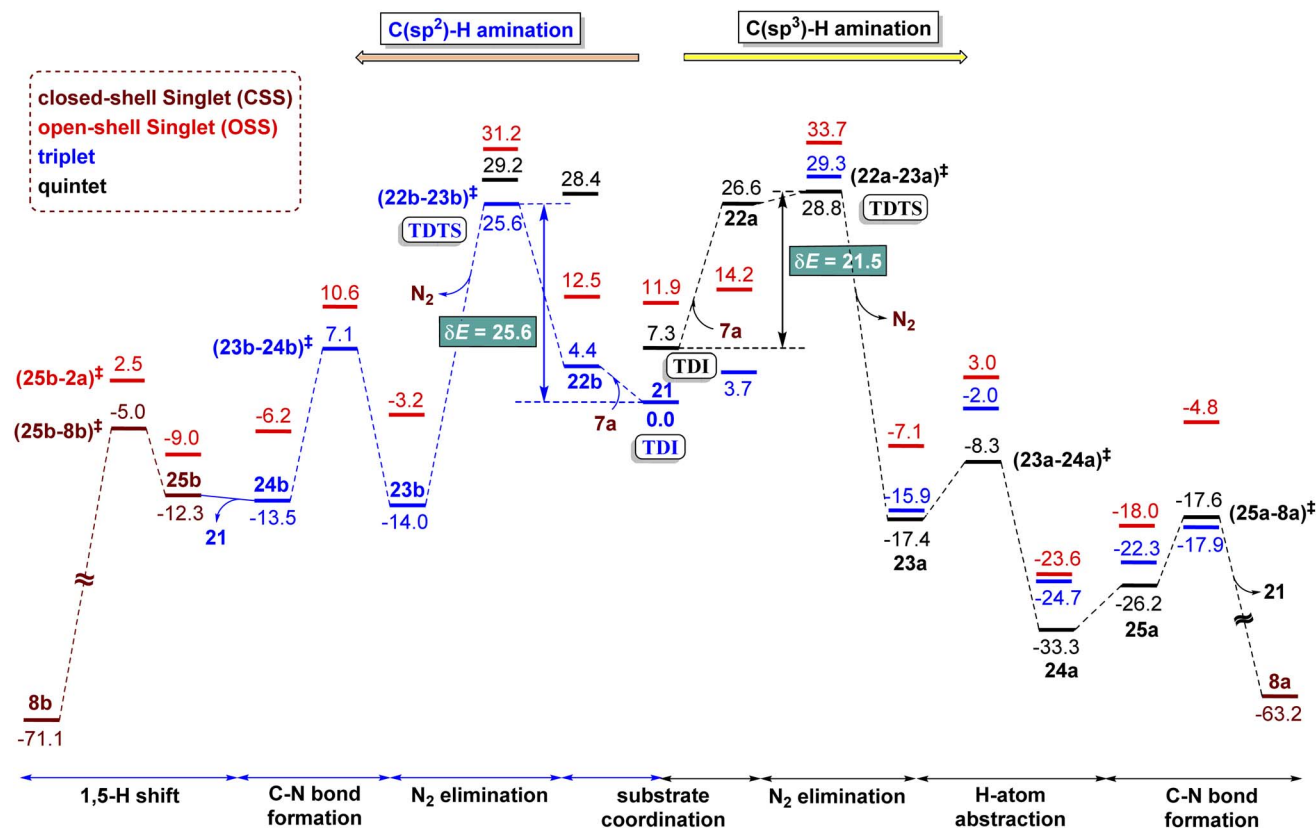 C(sp²)-H amination
C(sp³)-H amination
closed-shell Singlet (CSS)
open-shell Singlet (OSS)
triplet
quintet
(25b-2a)‡
2.5
(25b-8b)‡
-5.0
-9.0
25b
-12.3
8b
-71.1
21
-6.2
24b
-13.5
10.6
(23b-24b)‡
7.1
-3.2
23b
-14.0
N₂
31.2
29.2
(22b-23b)‡
TDTS
25.6
δE = 25.6
28.4
12.5
4.4
22b
7a
11.9
7.3
TDI
21
0.0
TDI
26.6
22a
14.2
3.7
7a
33.7
29.3
(22a-23a)‡
28.8
TDTS
δE = 21.5
N₂
-7.1
-15.9
-17.4
23a
3.0
-2.0
-8.3
(23a-24a)‡
-23.6
-24.7
-33.3
24a
-18.0
-22.3
-26.2
25a
-4.8
-17.6
(25a-8a)‡
-17.9
21
8a
-63.2
1,5-H shift
C-N bond
formation
N₂ elimination
substrate
coordination
N₂ elimination
H-atom
abstraction
C-N bond
formation